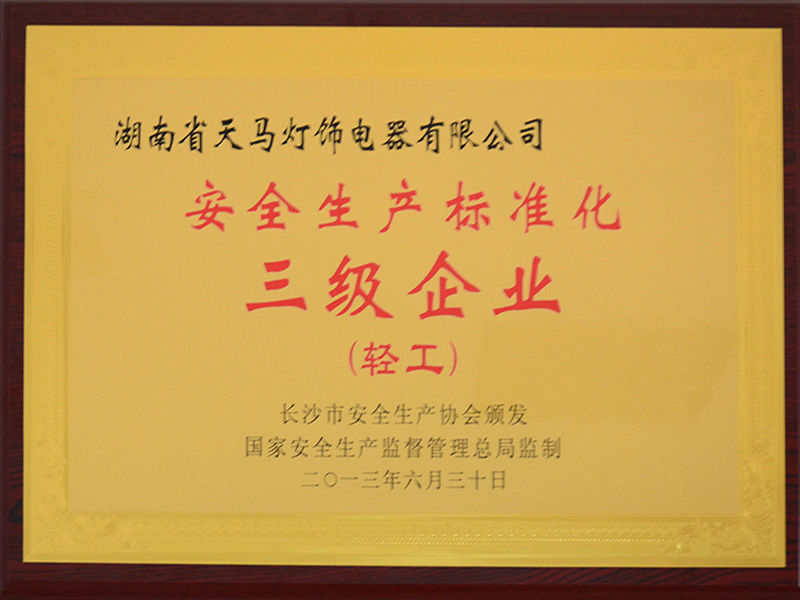 湖南省天马灯饰电器有限公司
安全生产标准化
三级企业
(轻工)
长沙市安全生产协会颁发
国家安全生产监督管理总局监制
二〇一三年六月三十日